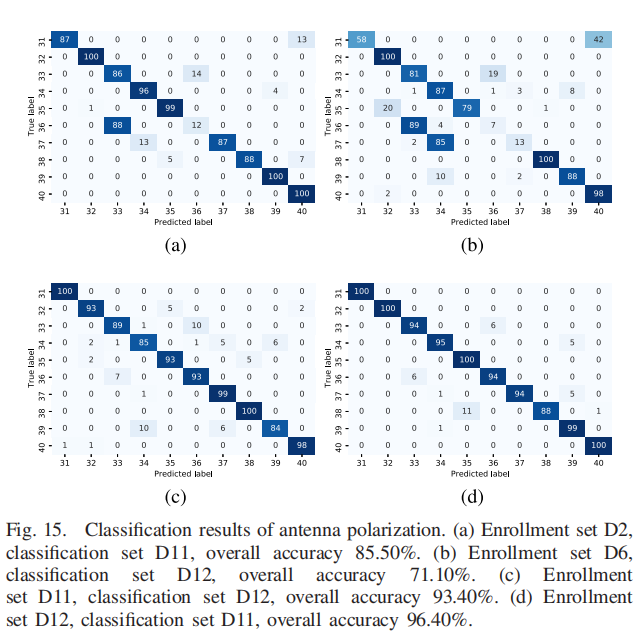 True label
31 87 0 0 0 0 0 0 0 0 13
32 0 100 0 0 0 0 0 0 0 0
33 0 0 86 0 0 14 0 0 0 0
34 0 0 0 96 0 0 0 0 4 0
35 0 1 0 0 99 0 0 0 0 0
36 0 0 88 0 0 12 0 0 0 0
37 0 0 0 13 0 0 87 0 0 0
38 0 0 0 0 5 0 0 88 0 7
39 0 0 0 0 0 0 0 0 100 0
40 0 0 0 0 0 0 0 0 0 100
31 32 33 34 35 36 37 38 39 40
Predicted label
(a)
True label
31 58 0 0 0 0 0 0 0 0 42
32 0 100 0 0 0 0 0 0 0 0
33 0 0 81 0 0 19 0 0 0 0
34 0 0 1 87 0 1 3 0 8 0
35 0 20 0 0 79 0 0 1 0 0
36 0 0 89 4 0 7 0 0 0 0
37 0 0 2 85 0 0 13 0 0 0
38 0 0 0 0 0 0 0 100 0 0
39 0 0 0 10 0 0 2 0 88 0
40 0 2 0 0 0 0 0 0 0 98
31 32 33 34 35 36 37 38 39 40
Predicted label
(b)
True label
31 100 0 0 0 0 0 0 0 0 0
32 0 93 0 0 5 0 0 0 0 2
33 0 0 89 1 0 10 0 0 0 0
34 0 2 1 85 0 1 5 0 6 0
35 0 2 0 0 93 0 0 5 0 0
36 0 0 7 0 0 93 0 0 0 0
37 0 0 0 1 0 0 99 0 0 0
38 0 0 0 0 0 0 0 100 0 0
39 0 0 0 10 0 0 6 0 84 0
40 1 1 0 0 0 0 0 0 0 98
31 32 33 34 35 36 37 38 39 40
Predicted label
(c)
True label
31 100 0 0 0 0 0 0 0 0 0
32 0 100 0 0 0 0 0 0 0 0
33 0 0 94 0 0 6 0 0 0 0
34 0 0 0 95 0 0 0 0 5 0
35 0 0 0 0 100 0 0 0 0 0
36 0 0 6 0 0 94 0 0 0 0
37 0 0 0 1 0 0 94 0 5 0
38 0 0 0 0 11 0 0 88 0 1
39 0 0 0 1 0 0 0 0 99 0
40 0 0 0 0 0 0 0 0 0 100
31 32 33 34 35 36 37 38 39 40
Predicted label
(d)
Fig. 15. Classification results of antenna polarization. (a) Enrollment set D2,
classification set D11, overall accuracy 85.50%. (b) Enrollment set D6,
classification set D12, overall accuracy 71.10%. (c) Enrollment
set D11, classification set D12, overall accuracy 93.40%. (d) Enrollment
set D12, classification set D11, overall accuracy 96.40%.